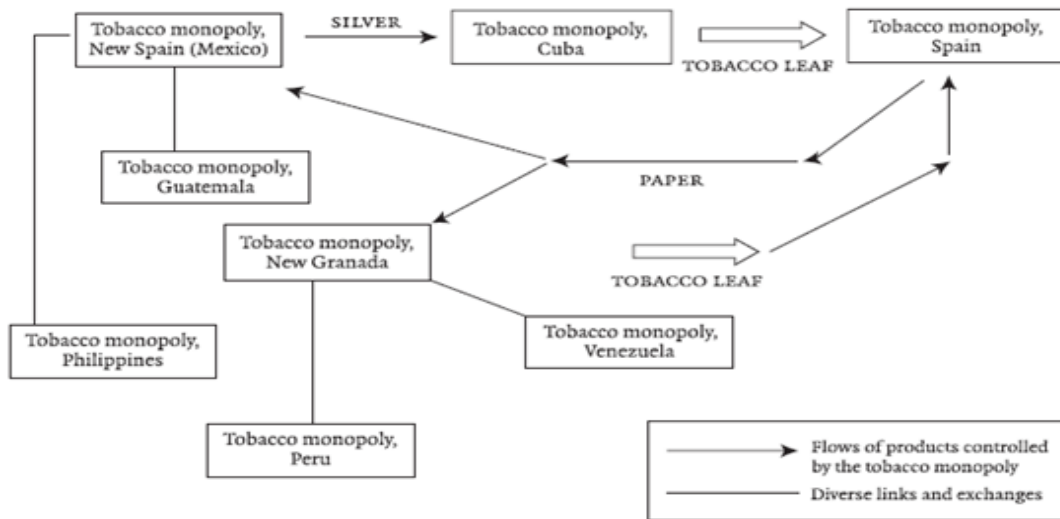 Tobacco monopoly,
New Spain (Mexico)
SILVER
Tobacco monopoly,
Cuba
TOBACCO LEAF
Tobacco monopoly,
Spain
Tobacco monopoly,
Guatemala
PAPER
Tobacco monopoly,
New Granada
TOBACCO LEAF
Tobacco monopoly,
Philippines
Tobacco monopoly,
Venezuela
Tobacco monopoly,
Peru
Flows of products controlled
by the tobacco monopoly
Diverse links and exchanges